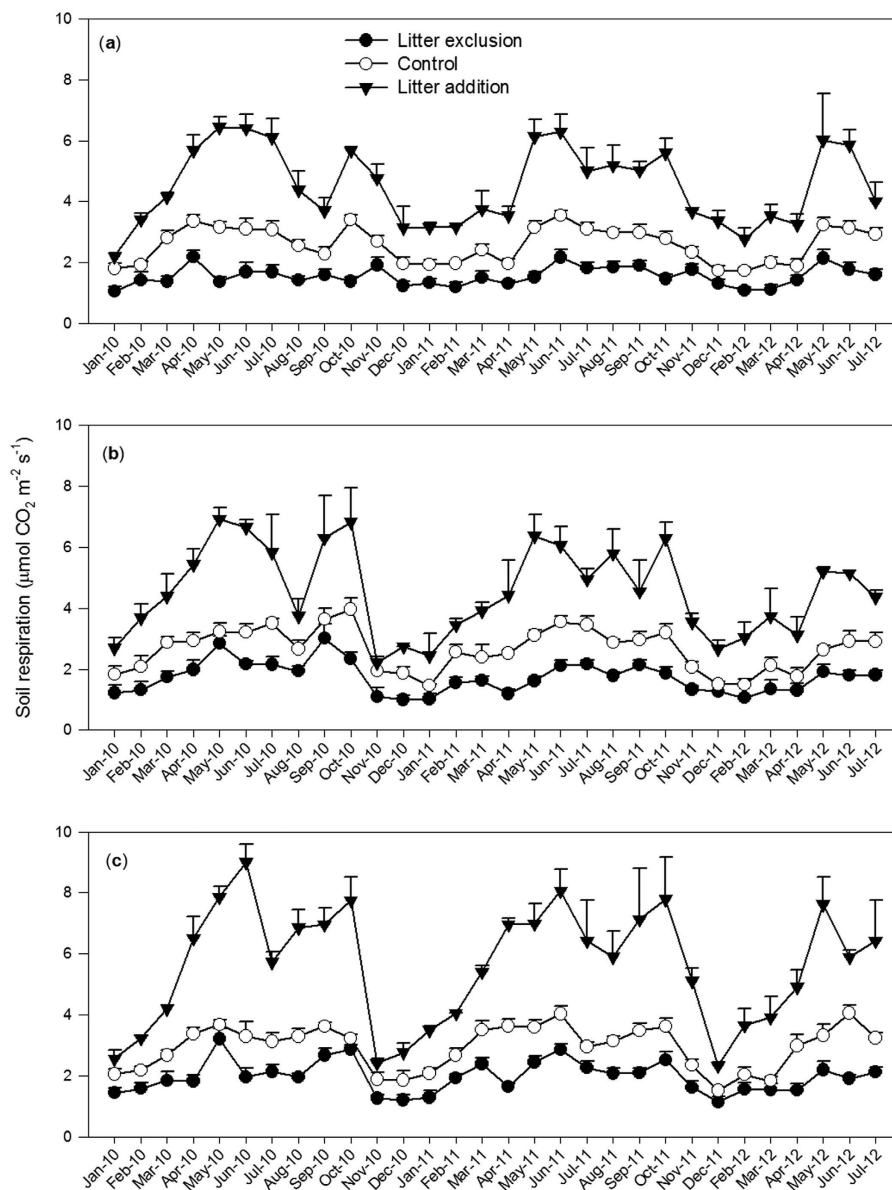 10
(a)
Litter exclusion
Control
Litter addition
8
6
4
2
0
Jan-10 Feb-10 Mar-10 Apr-10 May-10 Jun-10 Jul-10 Aug-10 Sep-10 Oct-10 Nov-10 Dec-10 Jan-11 Feb-11 Mar-11 Apr-11 May-11 Jun-11 Jul-11 Aug-11 Sep-11 Oct-11 Nov-11 Dec-11 Feb-12 Mar-12 Apr-12 May-12 Jun-12 Jul-12
Soil respiration (μmol CO₂ m⁻² s⁻¹)
10
(b)
8
6
4
2
0
Jan-10 Feb-10 Mar-10 Apr-10 May-10 Jun-10 Jul-10 Aug-10 Sep-10 Oct-10 Nov-10 Dec-10 Jan-11 Feb-11 Mar-11 Apr-11 May-11 Jun-11 Jul-11 Aug-11 Sep-11 Oct-11 Nov-11 Dec-11 Feb-12 Mar-12 Apr-12 May-12 Jun-12 Jul-12
10
(c)
8
6
4
2
0
Jan-10 Feb-10 Mar-10 Apr-10 May-10 Jun-10 Jul-10 Aug-10 Sep-10 Oct-10 Nov-10 Dec-10 Jan-11 Feb-11 Mar-11 Apr-11 May-11 Jun-11 Jul-11 Aug-11 Sep-11 Oct-11 Nov-11 Dec-11 Feb-12 Mar-12 Apr-12 May-12 Jun-12 Jul-12